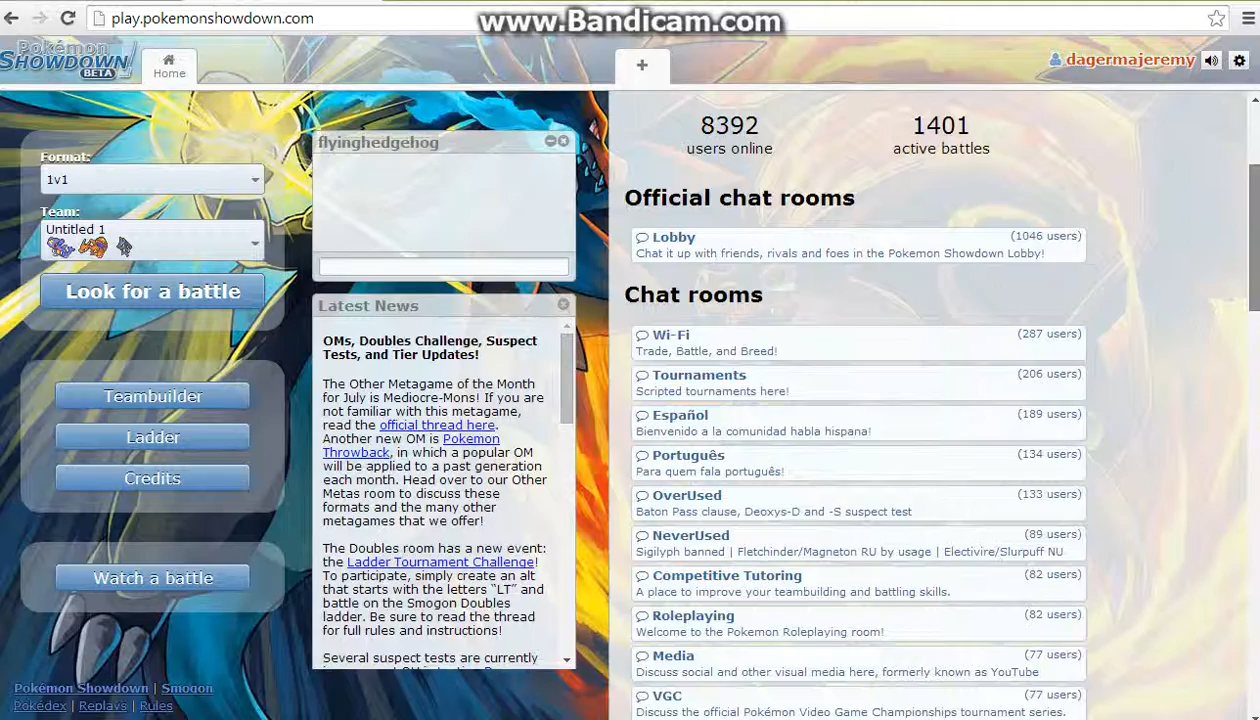 play.pokemonshowdown.com
www.Bandicam.com
Pokémon
SHOWDOWN
BETA
Home
+
dagermajeremy
Format:
1v1
Team:
Untitled 1
Look for a battle
Teambuilder
Ladder
Credits
Watch a battle
Pokémon Showdown | Smogon
Pokédex | Replays | Rules
flyinghedgehog
Latest News
OMs, Doubles Challenge, Suspect
Tests, and Tier Updates!
The Other Metagame of the Month
for July is Mediocre-Mons! If you are
not familiar with this metagame,
read the official thread here.
Another new OM is Pokemon
Throwback, in which a popular OM
will be applied to a past generation
each month. Head over to our Other
Metas room to discuss these
formats and the many other
metagames that we offer!
The Doubles room has a new event:
the Ladder Tournament Challenge!
To participate, simply create an alt
that starts with the letters “LT” and
battle on the Smogon Doubles
ladder. Be sure to read the thread
for full rules and instructions!
Several suspect tests are currently
8392
users online
1401
active battles
Official chat rooms
Lobby (1046 users)
Chat it up with friends, rivals and foes in the Pokemon Showdown Lobby!
Chat rooms
Wi-Fi (287 users)
Trade, Battle, and Breed!
Tournaments (206 users)
Scripted tournaments here!
Español (189 users)
Bienvenido a la comunidad habla hispana!
Português (134 users)
Para quem fala português!
OverUsed (133 users)
Baton Pass clause, Deoxys-D and -S suspect test
NeverUsed (89 users)
Sigilyph banned | Fletchinder/Magneton RU by usage | Electivire/Slurpuff NU
Competitive Tutoring (82 users)
A place to improve your teambuilding and battling skills.
Roleplaying (82 users)
Welcome to the Pokemon Roleplaying room!
Media (77 users)
Discuss social and other visual media here, formerly known as YouTube
VGC (77 users)
Discuss the official Pokémon Video Game Championships tournament series.